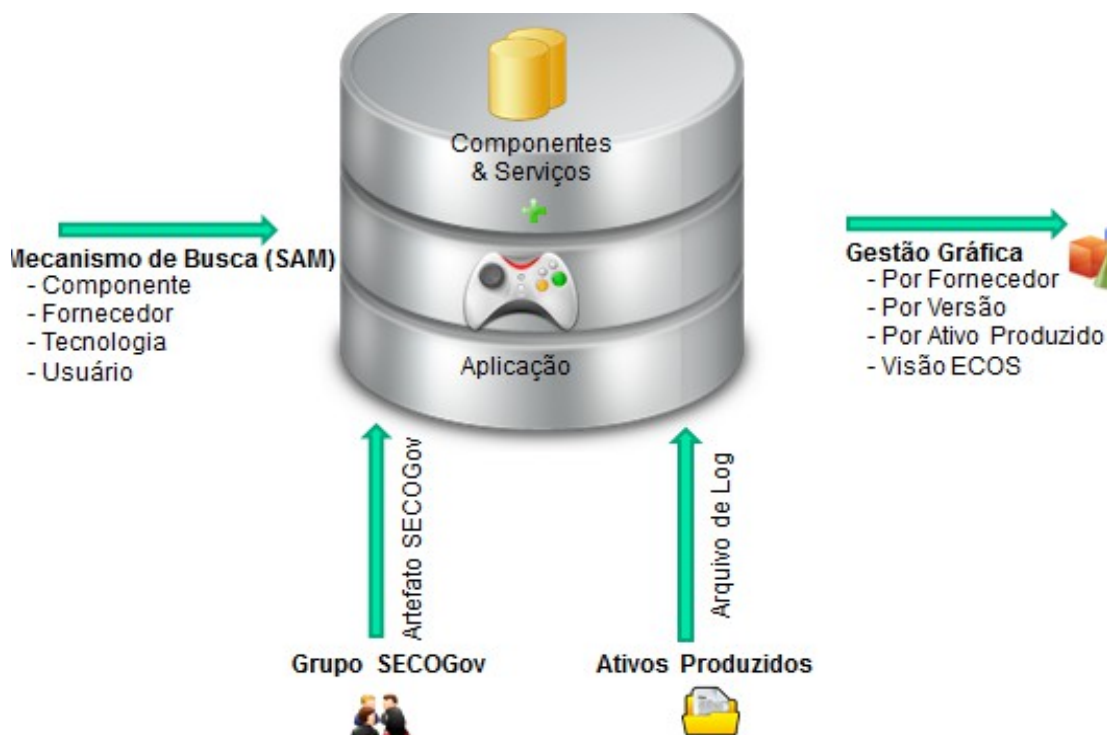 Componentes
& Serviços
Aplicação
Mecanismo de Busca (SAM)
- Componente
- Fornecedor
- Tecnologia
- Usuário
Gestão Gráfica
- Por Fornecedor
- Por Versão
- Por Ativo Produzido
- Visão ECOS
Artefato SECOGov
Arquivo de Log
Grupo SECOGov
Ativos Produzidos